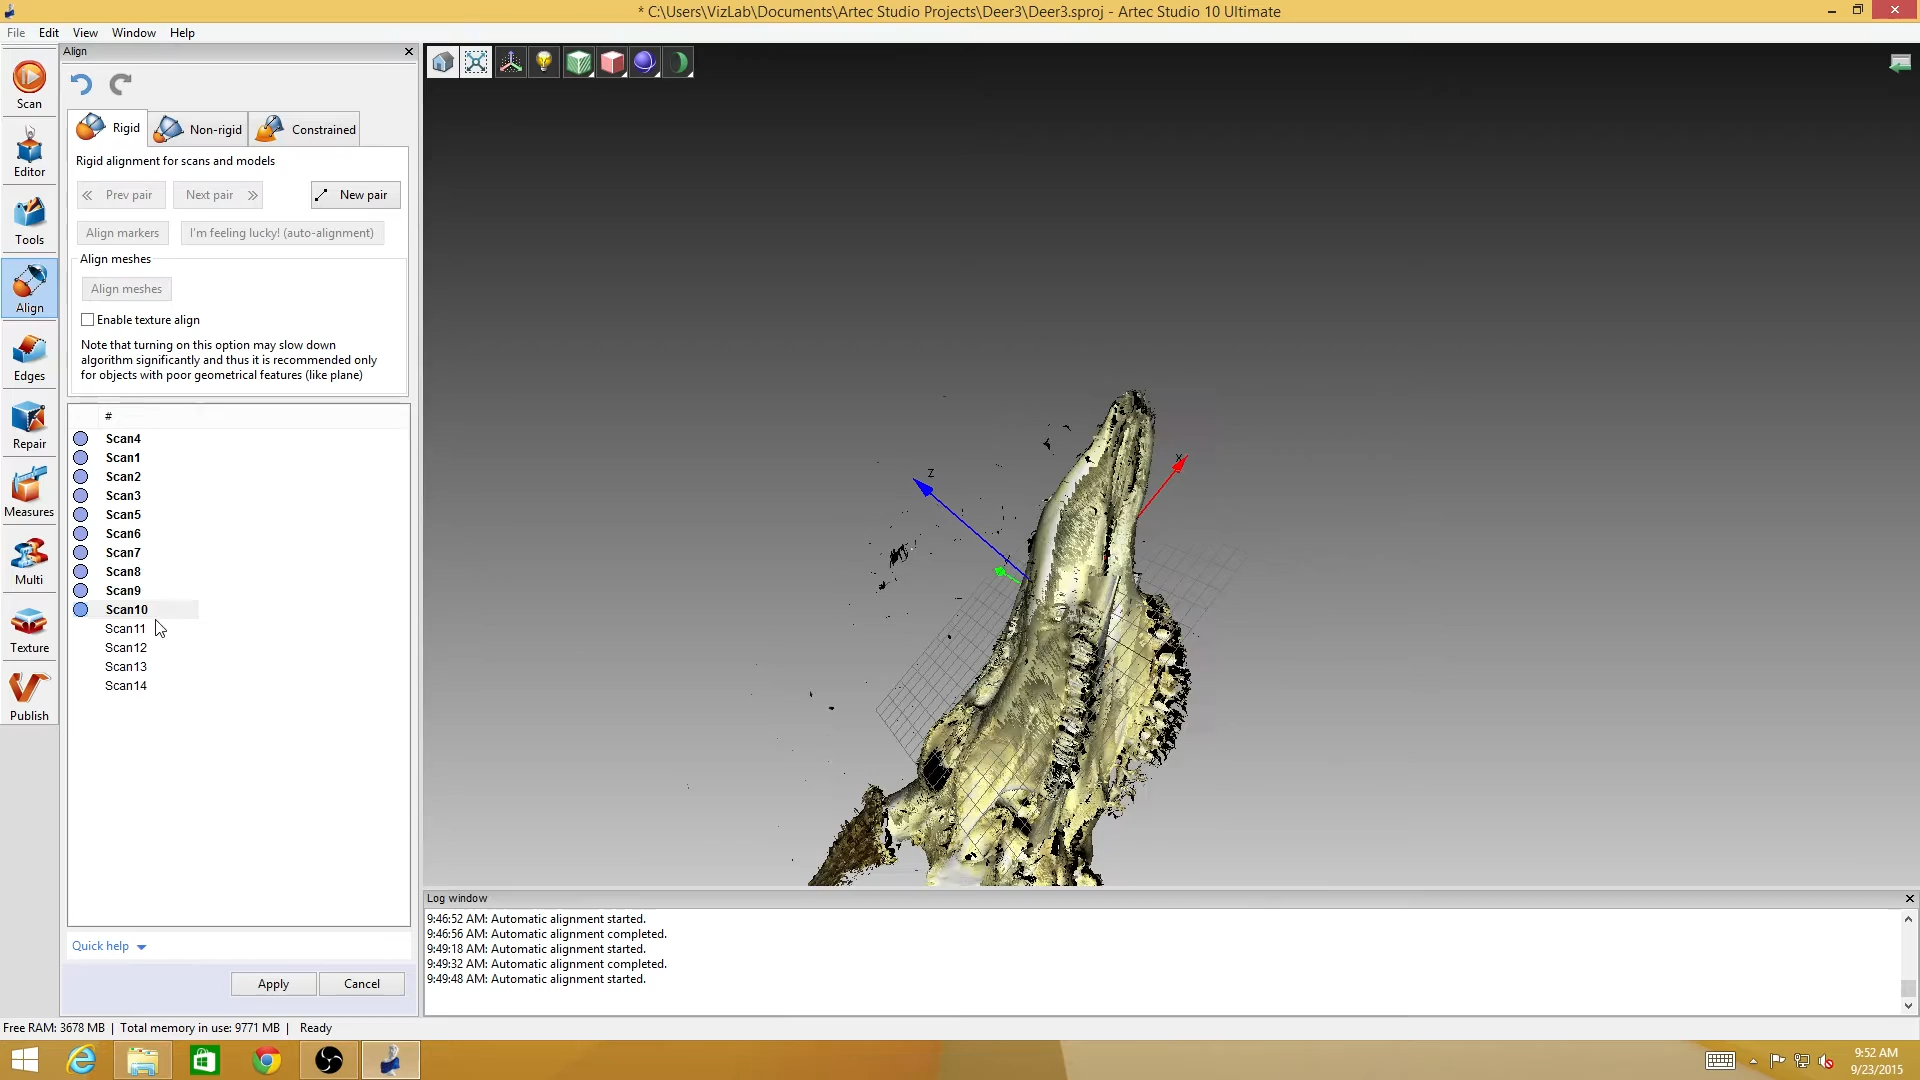 * C:\Users\VizLab\Documents\Artec Studio Projects\Deer3\Deer3.sproj - Artec Studio 10 Ultimate
File Edit View Window Help
Align
Scan
Editor
Tools
Align
Edges
Repair
Measures
Multi
Texture
Publish
Rigid Non-rigid Constrained
Rigid alignment for scans and models
Prev pair Next pair New pair
Align markers I'm feeling lucky! (auto-alignment)
Align meshes
Align meshes
Enable texture align
Note that turning on this option may slow down
algorithm significantly and thus it is recommended only
for objects with poor geometrical features (like plane)
#
Scan4
Scan1
Scan2
Scan3
Scan5
Scan6
Scan7
Scan8
Scan9
Scan10
Scan11
Scan12
Scan13
Scan14
Quick help
Apply Cancel
Z
X
Log window
9:46:52 AM: Automatic alignment started.
9:46:56 AM: Automatic alignment completed.
9:49:18 AM: Automatic alignment started.
9:49:32 AM: Automatic alignment completed.
9:49:48 AM: Automatic alignment started.
Free RAM: 3678 MB | Total memory in use: 9771 MB | Ready
9:52 AM
9/23/2015